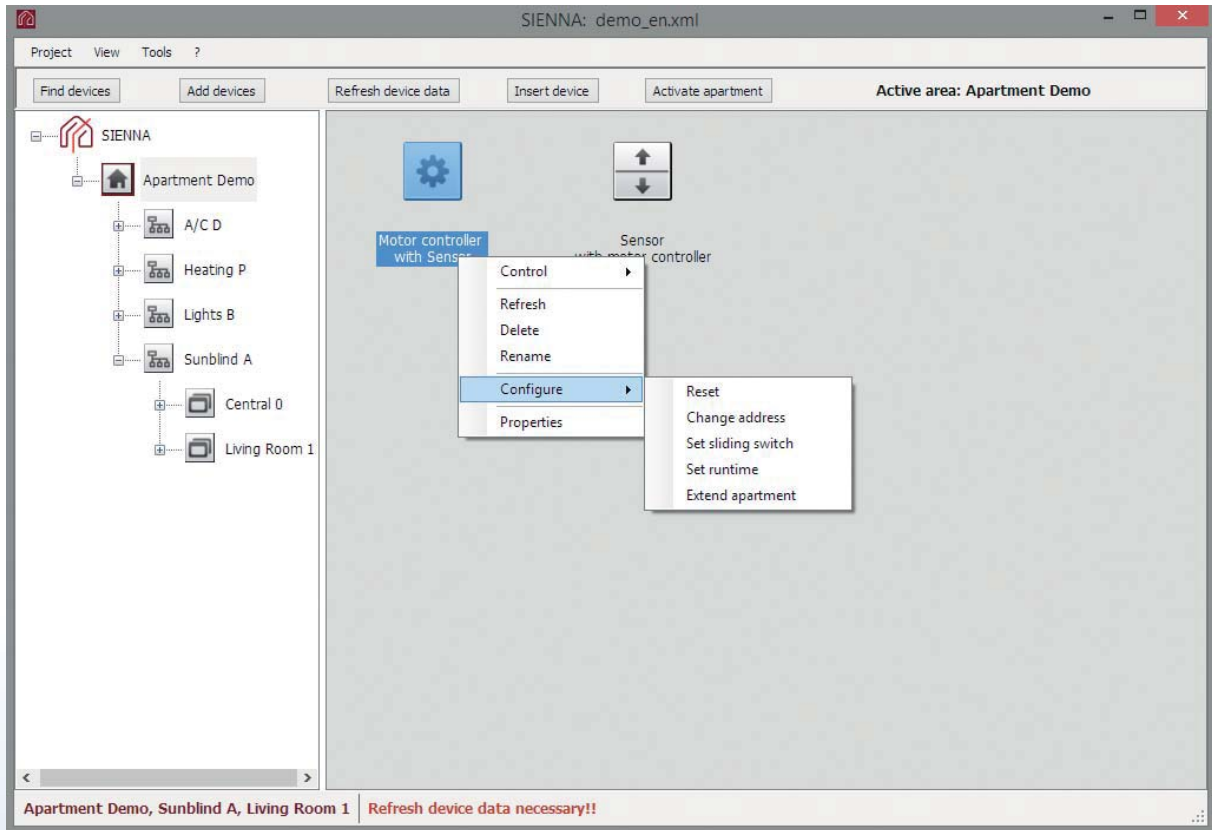 SIENNA: demo_en.xml
Project View Tools ?
Find devices Add devices Refresh device data Insert device Activate apartment Active area: Apartment Demo
SIENNA
Apartment Demo
A/C D
Heating P
Lights B
Sunblind A
Central 0
Living Room 1
Motor controller
with Sensor
Sensor
with motor controller
Control
Refresh
Delete
Rename
Configure
Properties
Reset
Change address
Set sliding switch
Set runtime
Extend apartment
Apartment Demo, Sunblind A, Living Room 1 Refresh device data necessary!!